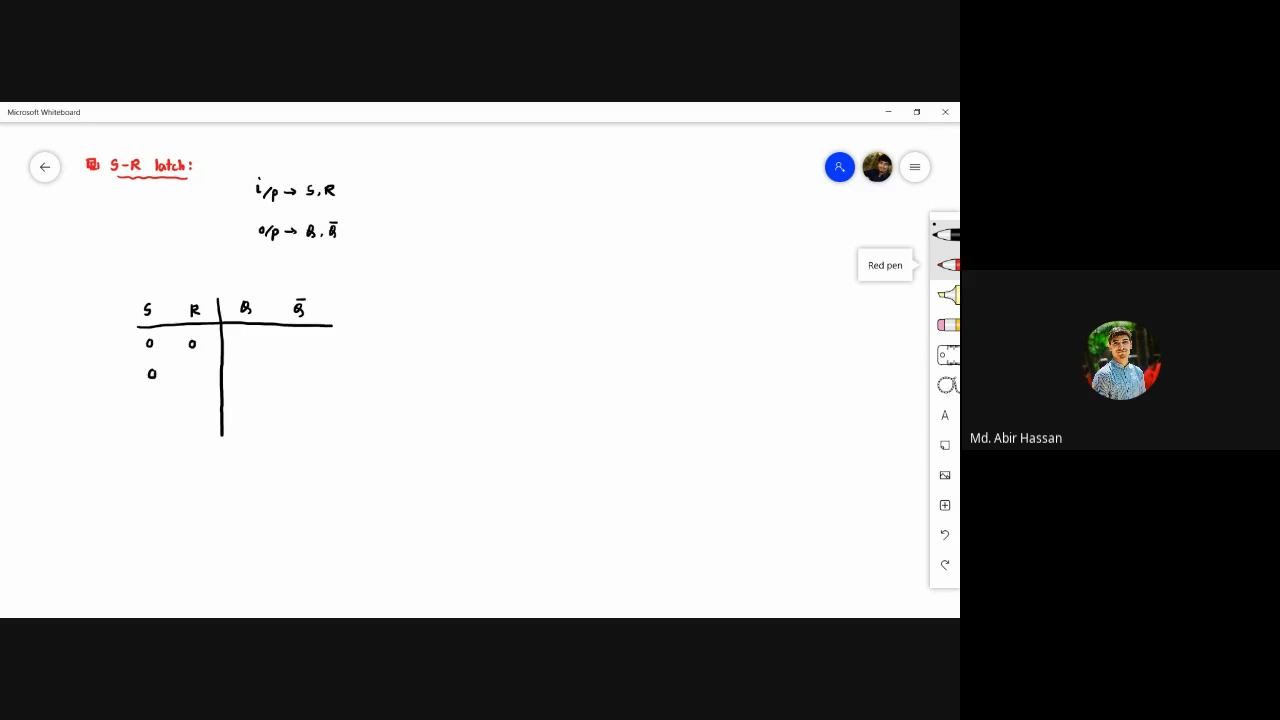 Microsoft Whiteboard
S-R latch:
i/p → S, R
o/p → Q, Q̅
Red pen
S R Q Q̅
0 0
0
A
Md. Abir Hassan